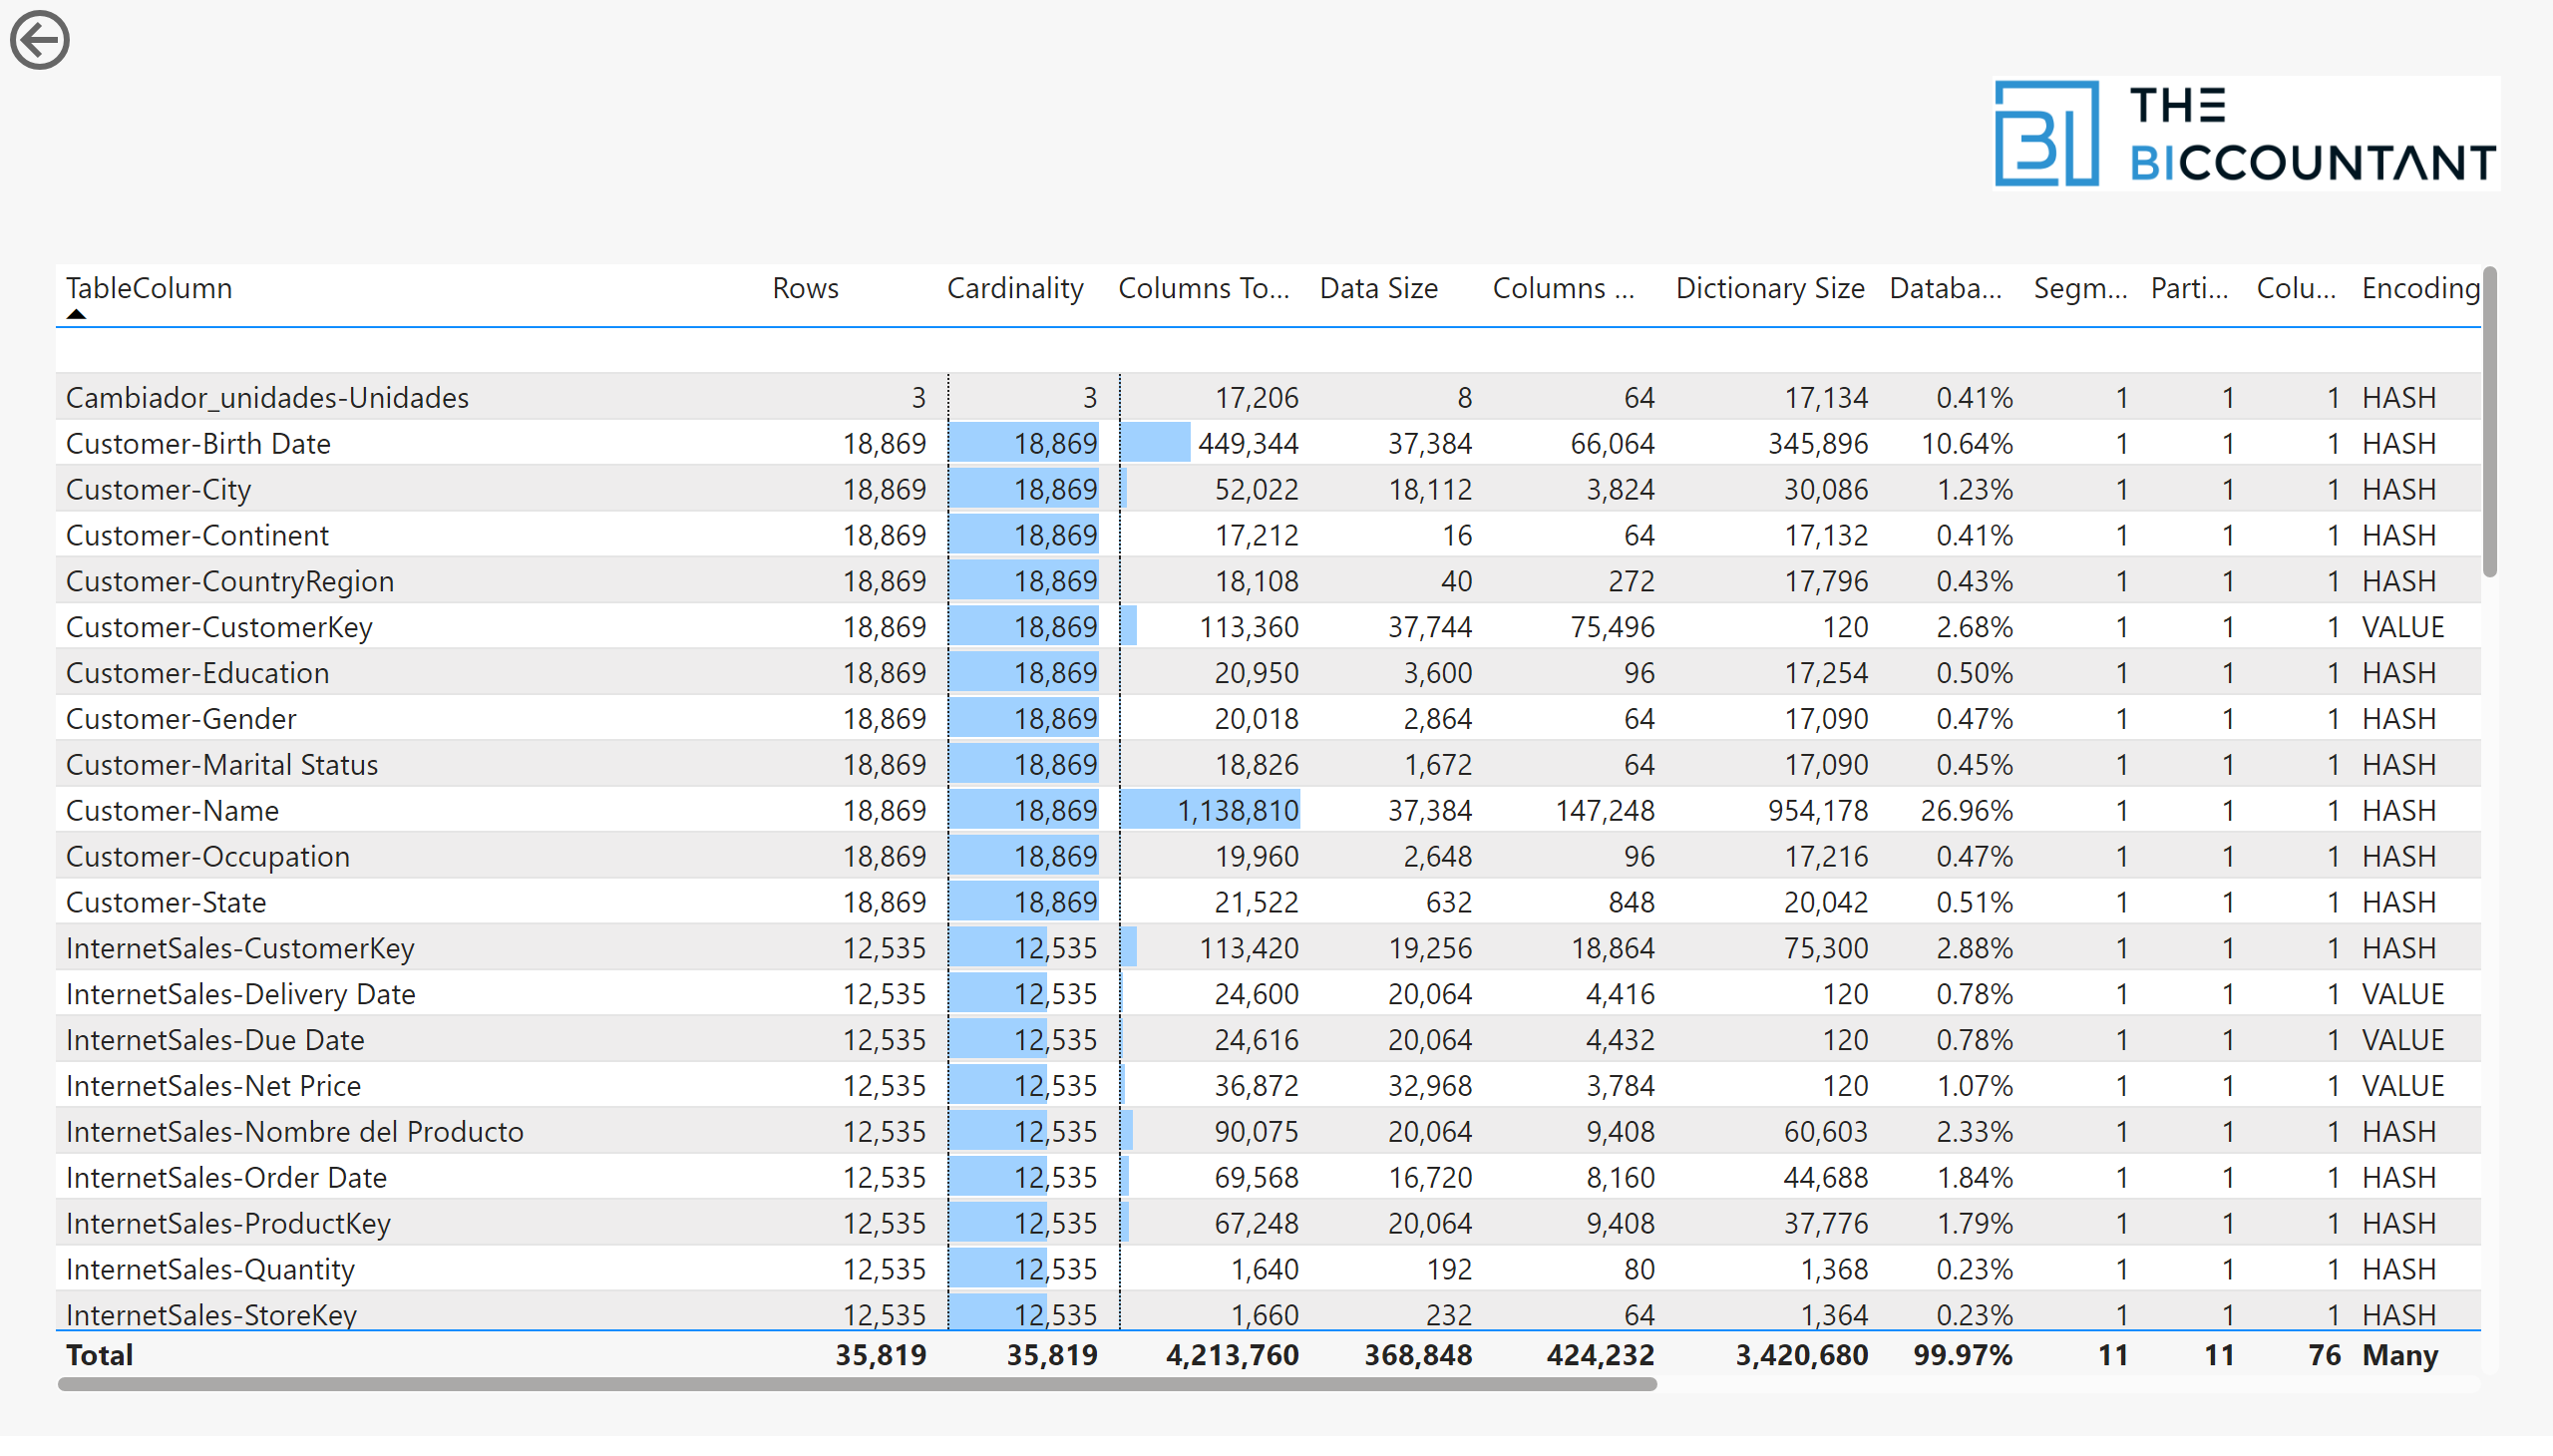 THE
BICCOUNTANT
TableColumn Rows Cardinality Columns To... Data Size Columns ... Dictionary Size Databa... Segm... Parti... Colu... Encoding
Cambiador_unidades-Unidades 3 3 17,206 8 64 17,134 0.41% 1 1 1 HASH
Customer-Birth Date 18,869 18,869 449,344 37,384 66,064 345,896 10.64% 1 1 1 HASH
Customer-City 18,869 18,869 52,022 18,112 3,824 30,086 1.23% 1 1 1 HASH
Customer-Continent 18,869 18,869 17,212 16 64 17,132 0.41% 1 1 1 HASH
Customer-CountryRegion 18,869 18,869 18,108 40 272 17,796 0.43% 1 1 1 HASH
Customer-CustomerKey 18,869 18,869 113,360 37,744 75,496 120 2.68% 1 1 1 VALUE
Customer-Education 18,869 18,869 20,950 3,600 96 17,254 0.50% 1 1 1 HASH
Customer-Gender 18,869 18,869 20,018 2,864 64 17,090 0.47% 1 1 1 HASH
Customer-Marital Status 18,869 18,869 18,826 1,672 64 17,090 0.45% 1 1 1 HASH
Customer-Name 18,869 18,869 1,138,810 37,384 147,248 954,178 26.96% 1 1 1 HASH
Customer-Occupation 18,869 18,869 19,960 2,648 96 17,216 0.47% 1 1 1 HASH
Customer-State 18,869 18,869 21,522 632 848 20,042 0.51% 1 1 1 HASH
InternetSales-CustomerKey 12,535 12,535 113,420 19,256 18,864 75,300 2.88% 1 1 1 HASH
InternetSales-Delivery Date 12,535 12,535 24,600 20,064 4,416 120 0.78% 1 1 1 VALUE
InternetSales-Due Date 12,535 12,535 24,616 20,064 4,432 120 0.78% 1 1 1 VALUE
InternetSales-Net Price 12,535 12,535 36,872 32,968 3,784 120 1.07% 1 1 1 VALUE
InternetSales-Nombre del Producto 12,535 12,535 90,075 20,064 9,408 60,603 2.33% 1 1 1 HASH
InternetSales-Order Date 12,535 12,535 69,568 16,720 8,160 44,688 1.84% 1 1 1 HASH
InternetSales-ProductKey 12,535 12,535 67,248 20,064 9,408 37,776 1.79% 1 1 1 HASH
InternetSales-Quantity 12,535 12,535 1,640 192 80 1,368 0.23% 1 1 1 HASH
InternetSales-StoreKey 12,535 12,535 1,660 232 64 1,364 0.23% 1 1 1 HASH
Total 35,819 35,819 4,213,760 368,848 424,232 3,420,680 99.97% 11 11 76 Many